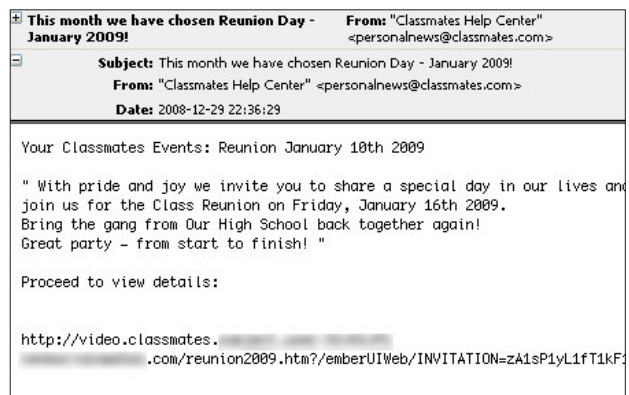 This month we have chosen Reunion Day - January 2009!
From: "Classmates Help Center" <personalnews@classmates.com>
Subject: This month we have chosen Reunion Day - January 2009!
From: "Classmates Help Center" <personalnews@classmates.com>
Date: 2008-12-29 22:36:29
Your Classmates Events: Reunion January 10th 2009
" With pride and joy we invite you to share a special day in our lives and
join us for the Class Reunion on Friday, January 16th 2009.
Bring the gang from Our High School back together again!
Great party – from start to finish! "
Proceed to view details:
http://video.classmates.
.com/reunion2009.htm?/emberUIWeb/INVITATION=zA1sP1yL1fT1kF1